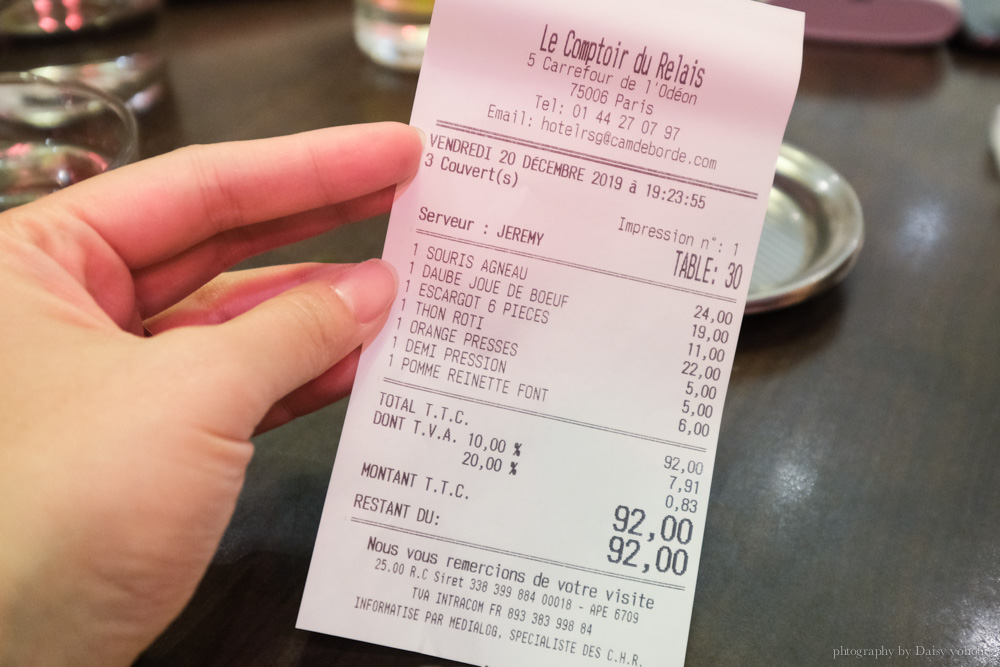 Le Comptoir du Relais
5 Carrefour de l'Odéon
75006 Paris
Tel: 01 44 27 07 97
Email: hotelrsg@camdeborde.com
VENDREDI 20 DÉCEMBRE 2019 à 19:23:55
3 Couvert(s)
Impression n°: 1
Serveur : JEREMY TABLE: 30
1 SOURIS AGNEAU 24,00
1 DAUBE JOUE DE BOEUF 19,00
1 ESCARGOT 6 PIECES 11,00
1 THON ROTI 22,00
1 ORANGE PRESSES 5,00
1 DEMI PRESSION 5,00
1 POMME REINETTE FONT 6,00
TOTAL T.T.C. 92,00
DONT T.V.A. 10,00 % 7,91
20,00 % 0,83
MONTANT T.T.C. 92,00
RESTANT DU: 92,00
Nous vous remercions de votre visite
25.00 R.C Siret 338 399 884 00018 - APE 6709
TUA INTRACOM FR 893 383 998 84
INFORMATISE PAR MEDIALOG, SPECIALISTE DES C.H.R.
photography by Daisy yohoho